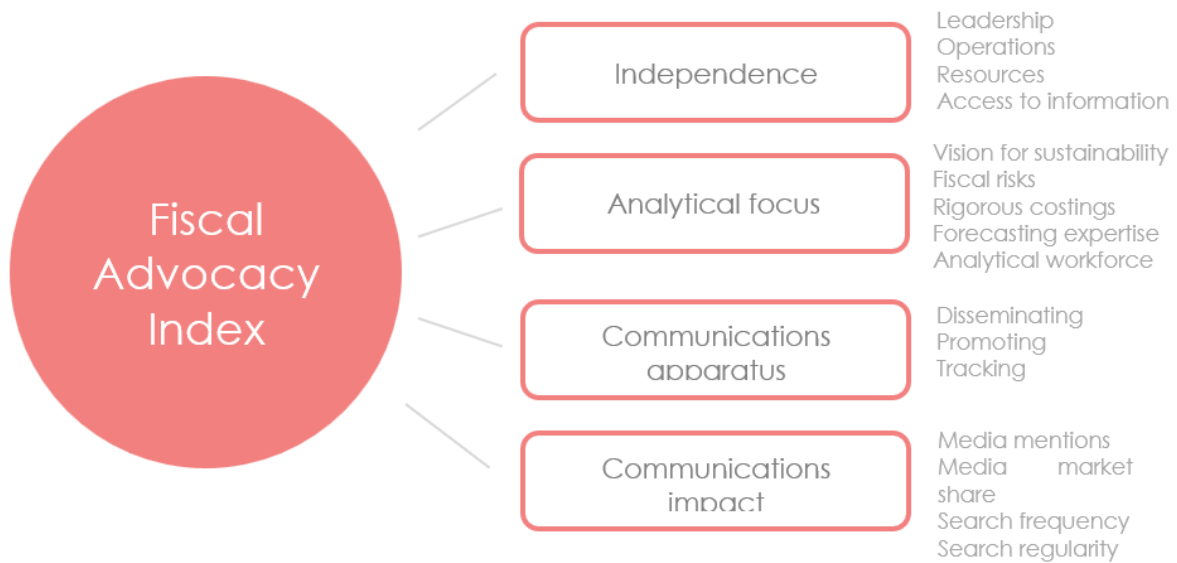 Fiscal
Advocacy
Index
Independence
Leadership
Operations
Resources
Access to information
Analytical focus
Vision for sustainability
Fiscal risks
Rigorous costings
Forecasting expertise
Analytical workforce
Communications
apparatus
Disseminating
Promoting
Tracking
Communications
impact
Media mentions
Media market
share
Search frequency
Search regularity